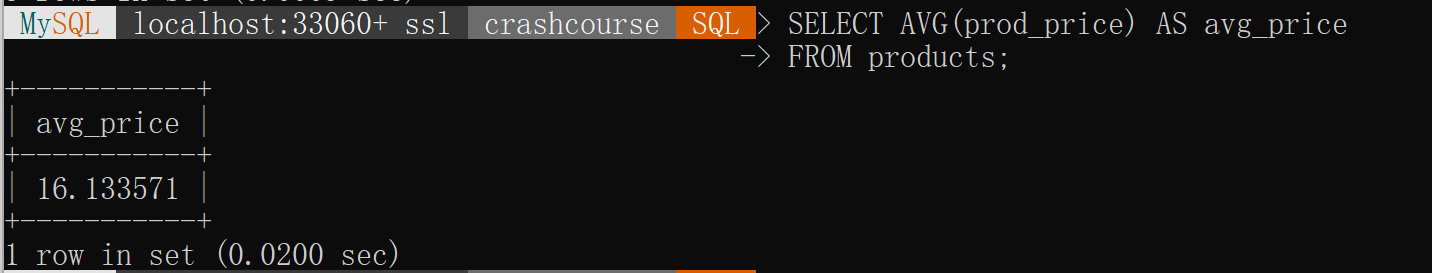 MySQL localhost:33060+ ssl crashcourse SQL > SELECT AVG(prod_price) AS avg_price
-> FROM products;
+-----------+
| avg_price |
+-----------+
| 16.133571 |
+-----------+
1 row in set (0.0200 sec)